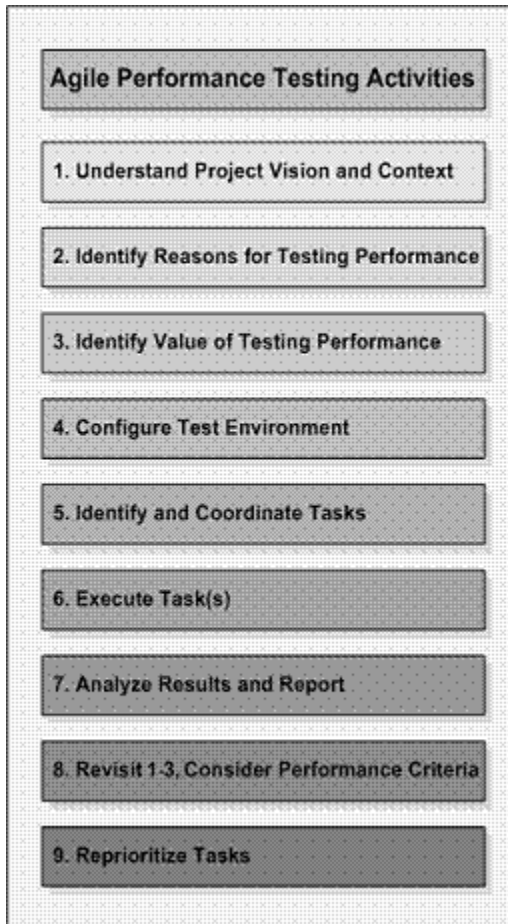 Agile Performance Testing Activities
1. Understand Project Vision and Context
2. Identify Reasons for Testing Performance
3. Identify Value of Testing Performance
4. Configure Test Environment
5. Identify and Coordinate Tasks
6. Execute Task(s)
7. Analyze Results and Report
8. Revisit 1-3, Consider Performance Criteria
9. Reprioritize Tasks